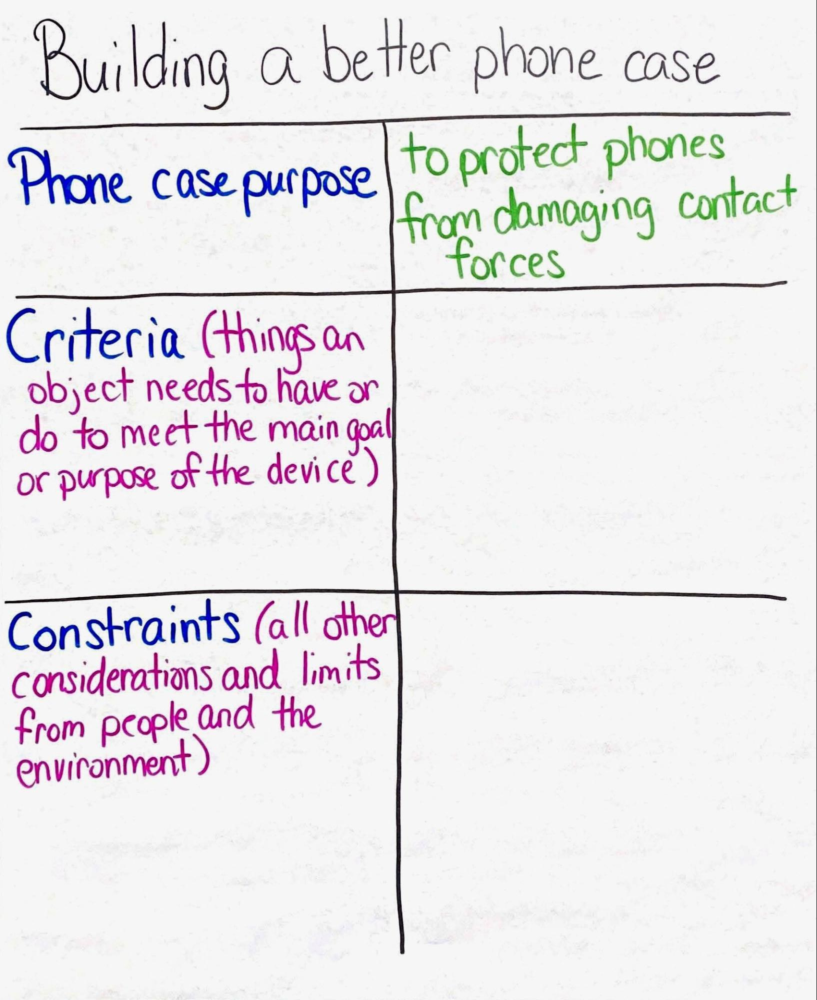 Building a better phone case
Phone case purpose
to protect phones
from damaging contact
forces
Criteria (things an
object needs to have or
do to meet the main goal
or purpose of the device)
Constraints (all other
considerations and limits
from people and the
environment)